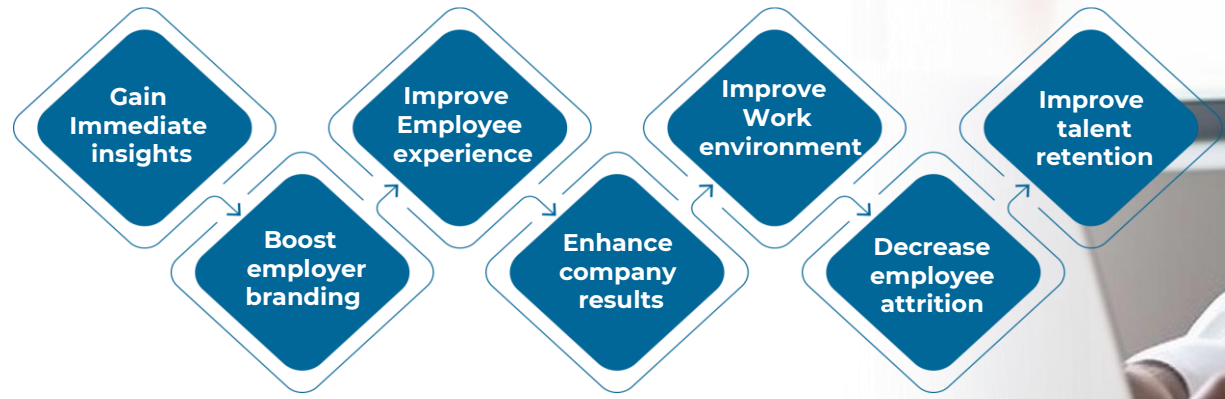 Gain
Immediate
insights
Boost
employer
branding
Improve
Employee
experience
Enhance
company
results
Improve
Work
environment
Decrease
employee
attrition
Improve
talent
retention